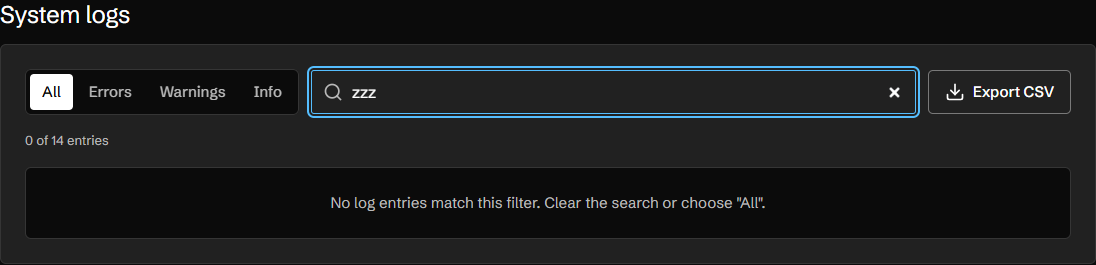 System logs
All Errors Warnings Info zzz Export CSV
0 of 14 entries
No log entries match this filter. Clear the search or choose "All".